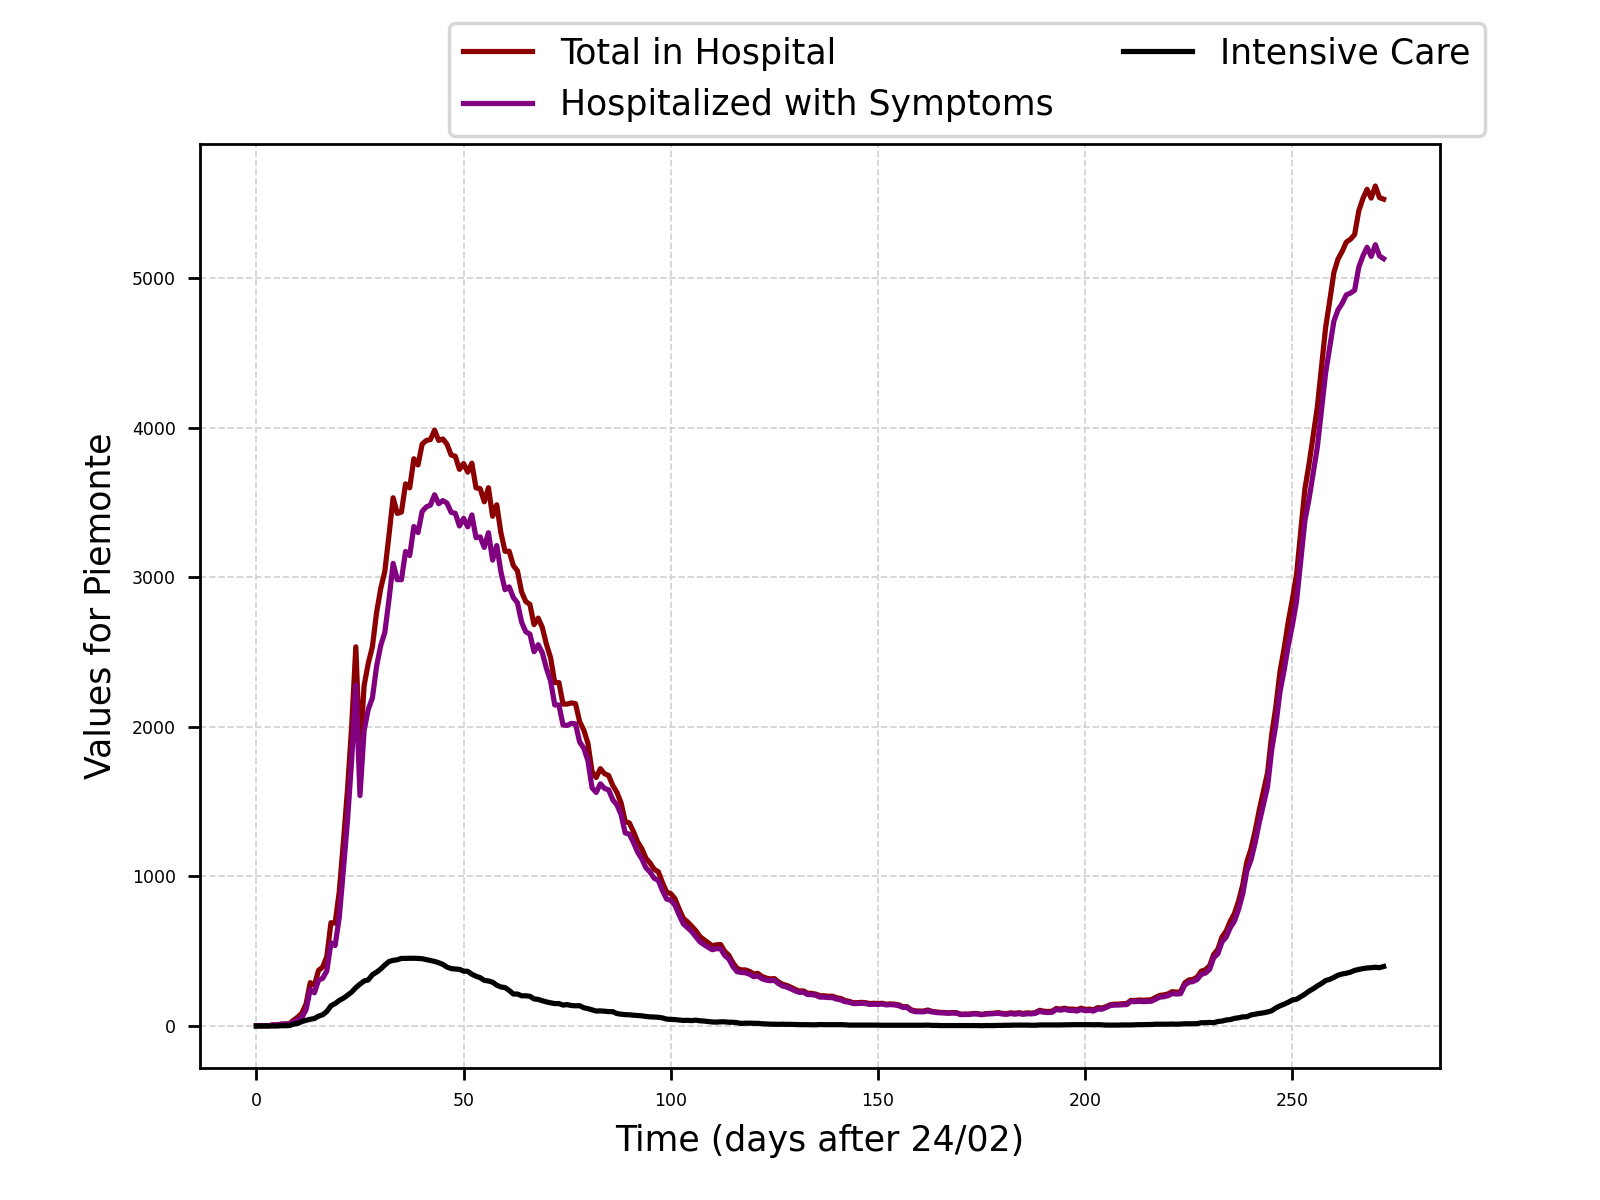 Total in Hospital
Hospitalized with Symptoms
Intensive Care
Values for Piemonte
5000
4000
3000
2000
1000
0
0 50 100 150 200 250
Time (days after 24/02)